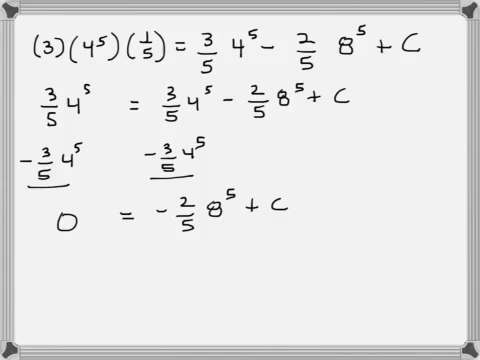 (3)(4⁵)(1/5) = 3/5 4⁵ - 2/5 8⁵ + C
3/5 4⁵ = 3/5 4⁵ - 2/5 8⁵ + C
- 3/5 4⁵ - 3/5 4⁵
0 = - 2/5 8⁵ + C